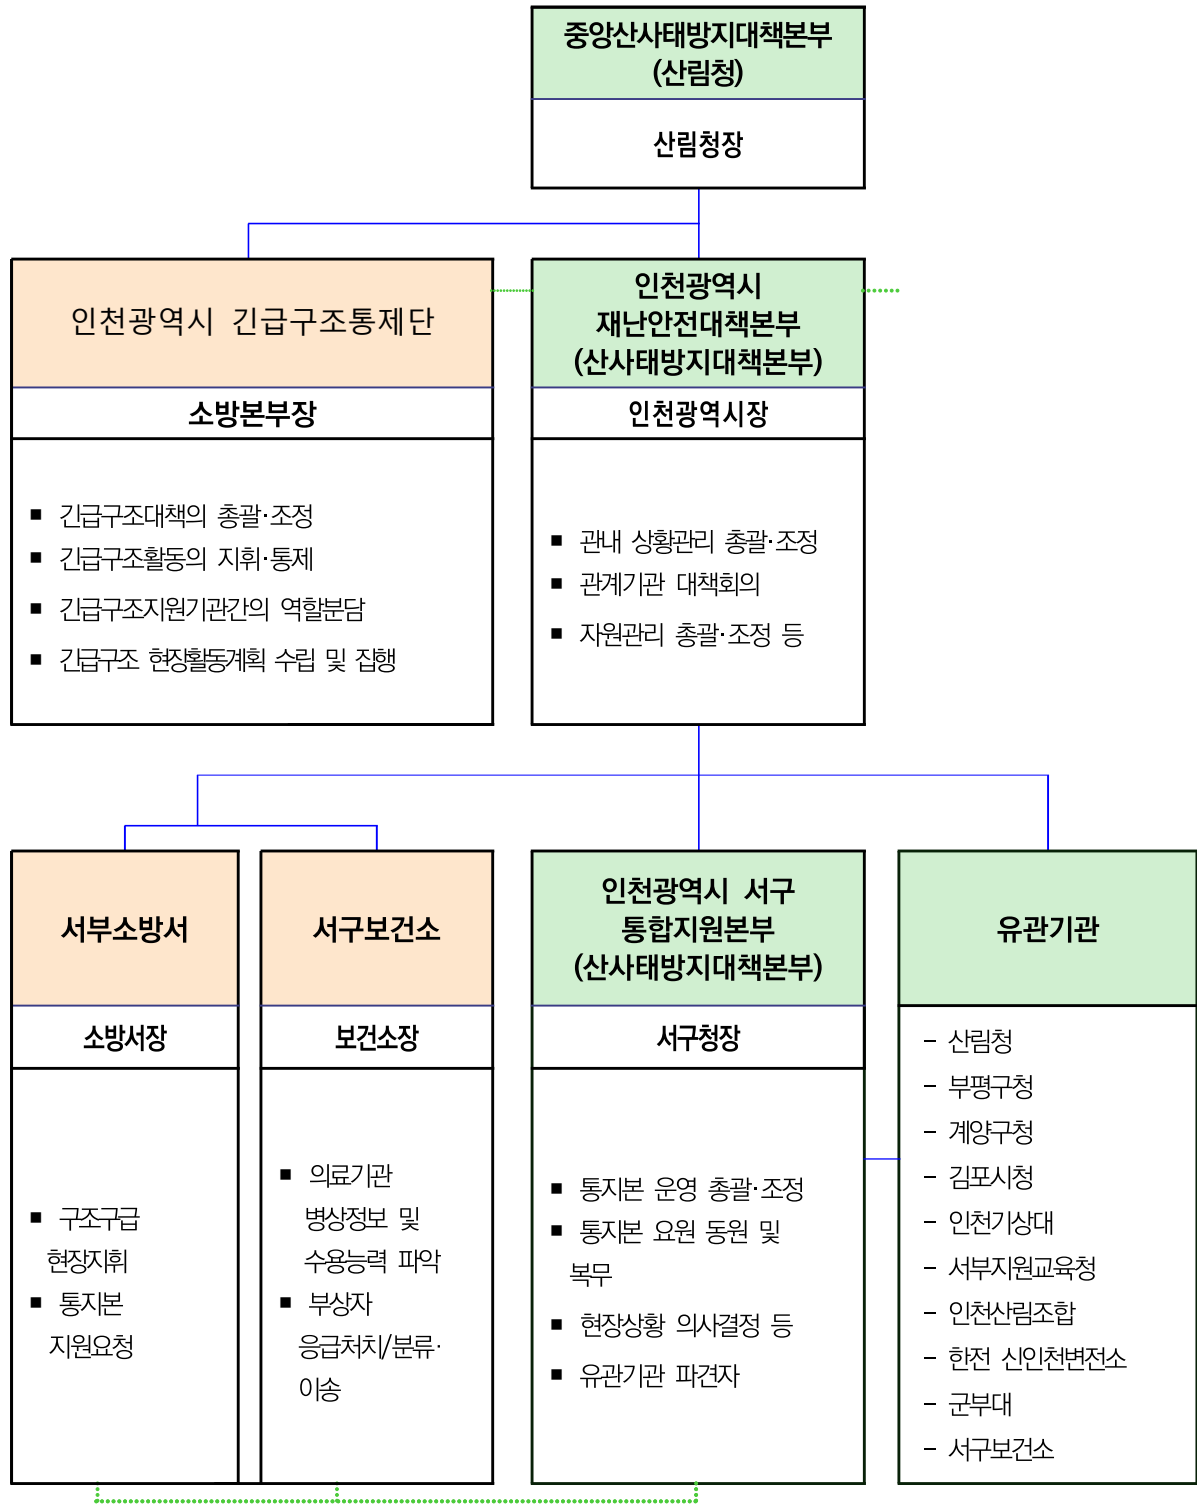 중앙산사태방지대책본부
(산림청)
산림청장
인천광역시 긴급구조통제단
소방본부장
■ 긴급구조대책의 총괄·조정
■ 긴급구조활동의 지휘·통제
■ 긴급구조지원기관간의 역할분담
■ 긴급구조 현장활동계획 수립 및 집행
인천광역시
재난안전대책본부
(산사태방지대책본부)
인천광역시장
■ 관내 상황관리 총괄·조정
■ 관계기관 대책회의
■ 자원관리 총괄·조정 등
서부소방서
소방서장
■ 구조구급
현장지휘
■ 통지본
지원요청
서구보건소
보건소장
■ 의료기관
병상정보 및
수용능력 파악
■ 부상자
응급처치/분류·
이송
인천광역시 서구
통합지원본부
(산사태방지대책본부)
서구청장
■ 통지본 운영 총괄·조정
■ 통지본 요원 동원 및
복무
■ 현장상황 의사결정 등
■ 유관기관 파견자
유관기관
- 산림청
- 부평구청
- 계양구청
- 김포시청
- 인천기상대
- 서부지원교육청
- 인천산림조합
- 한전 신인천변전소
- 군부대
- 서구보건소